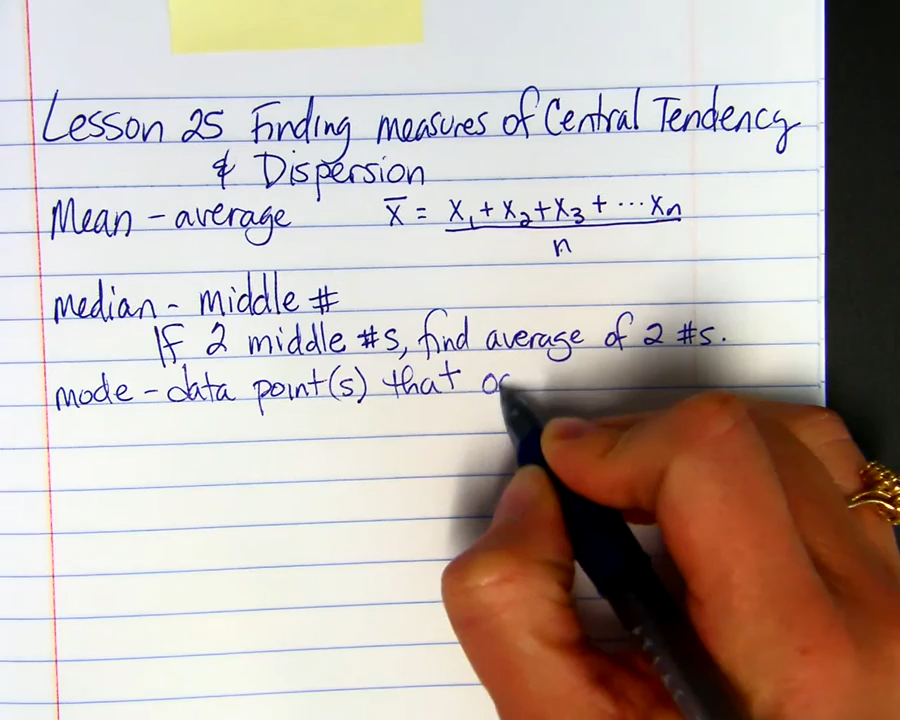 Lesson 25 Finding measures of Central Tendency
& Dispersion
Mean - average x̄ = x₁ + x₂ + x₃ + ... xₙ / n
median - middle #
If 2 middle #s, find average of 2 #s.
mode - data point(s) that oc